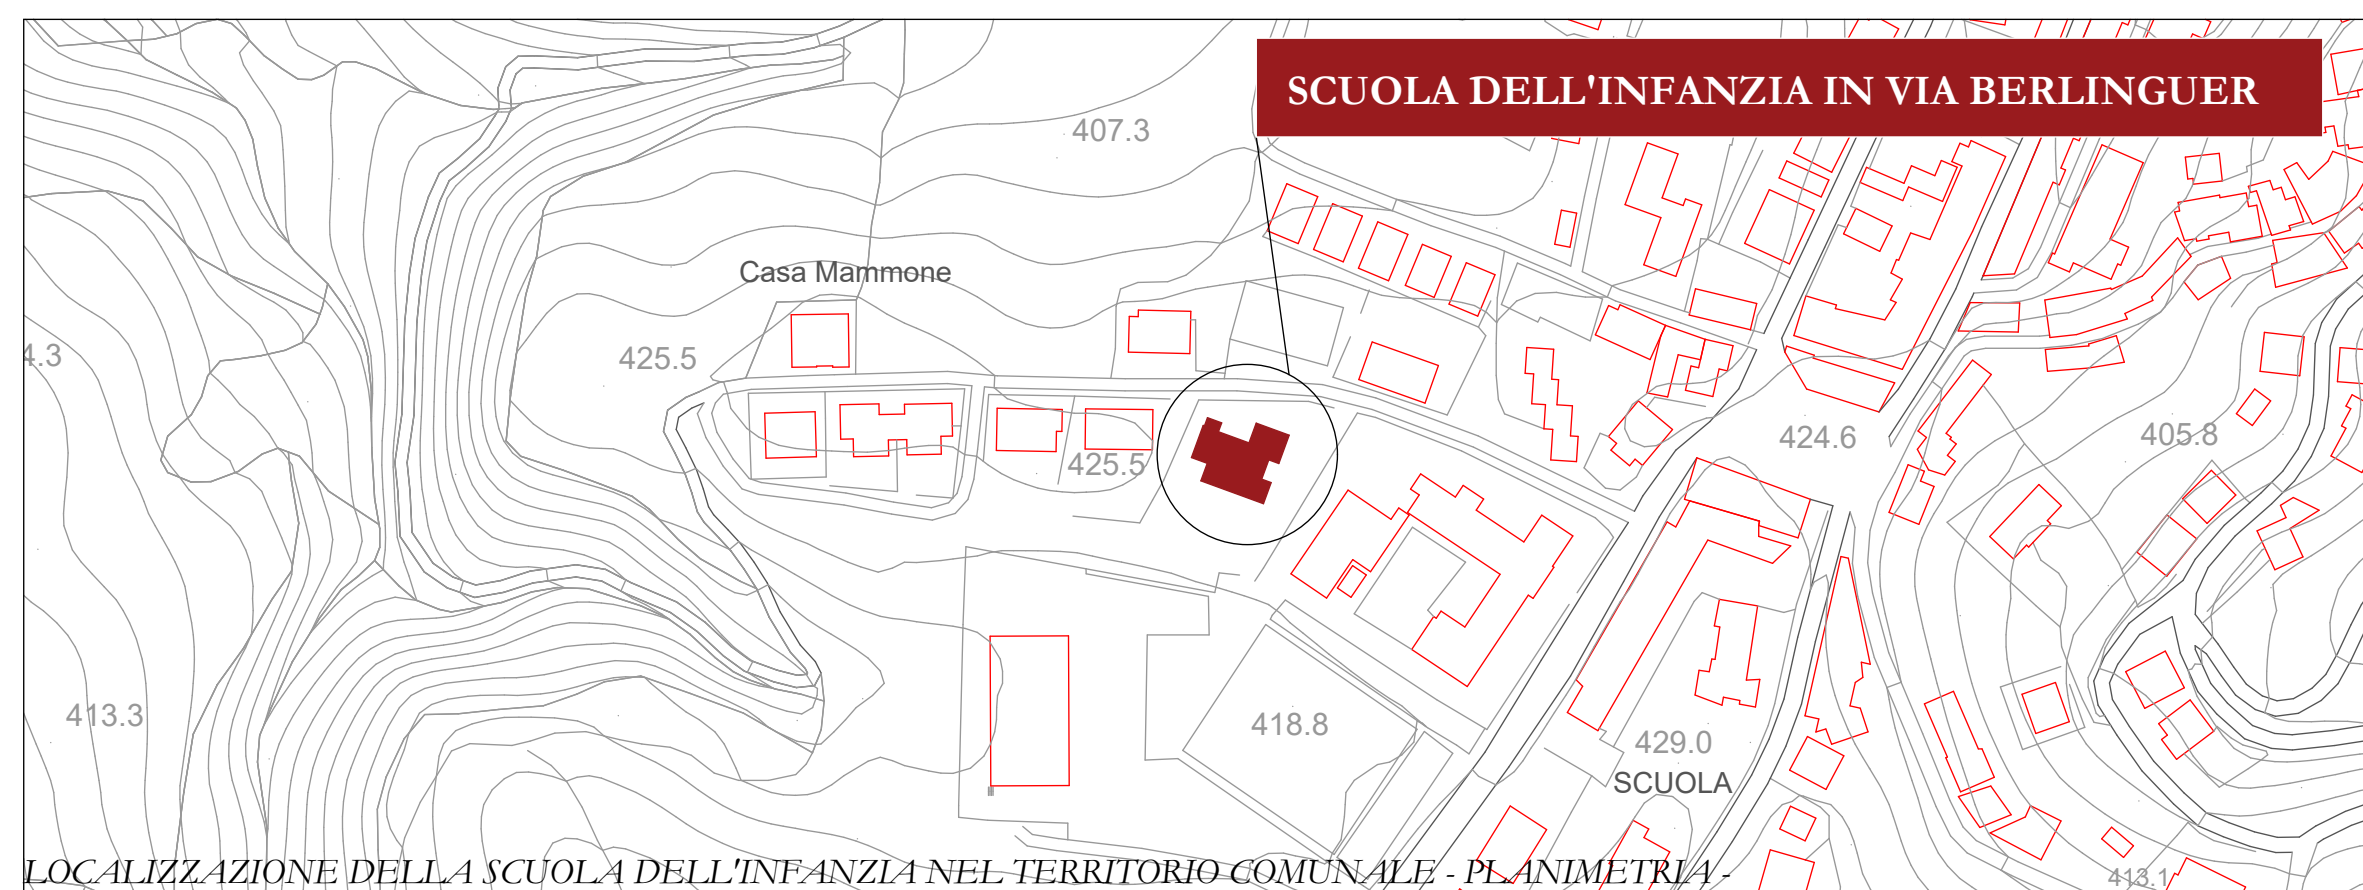 SCUOLA DELL'INFANZIA IN VIA BERLINGUER
407.3
Casa Mammone
425.5
4.3
425.5
424.6
405.8
413.3
418.8
429.0
SCUOLA
LOCALIZZAZIONE DELLA SCUOLA DELL'INFANZIA NEL TERRITORIO COMUNALE - PLANIMETRIA -
413.1